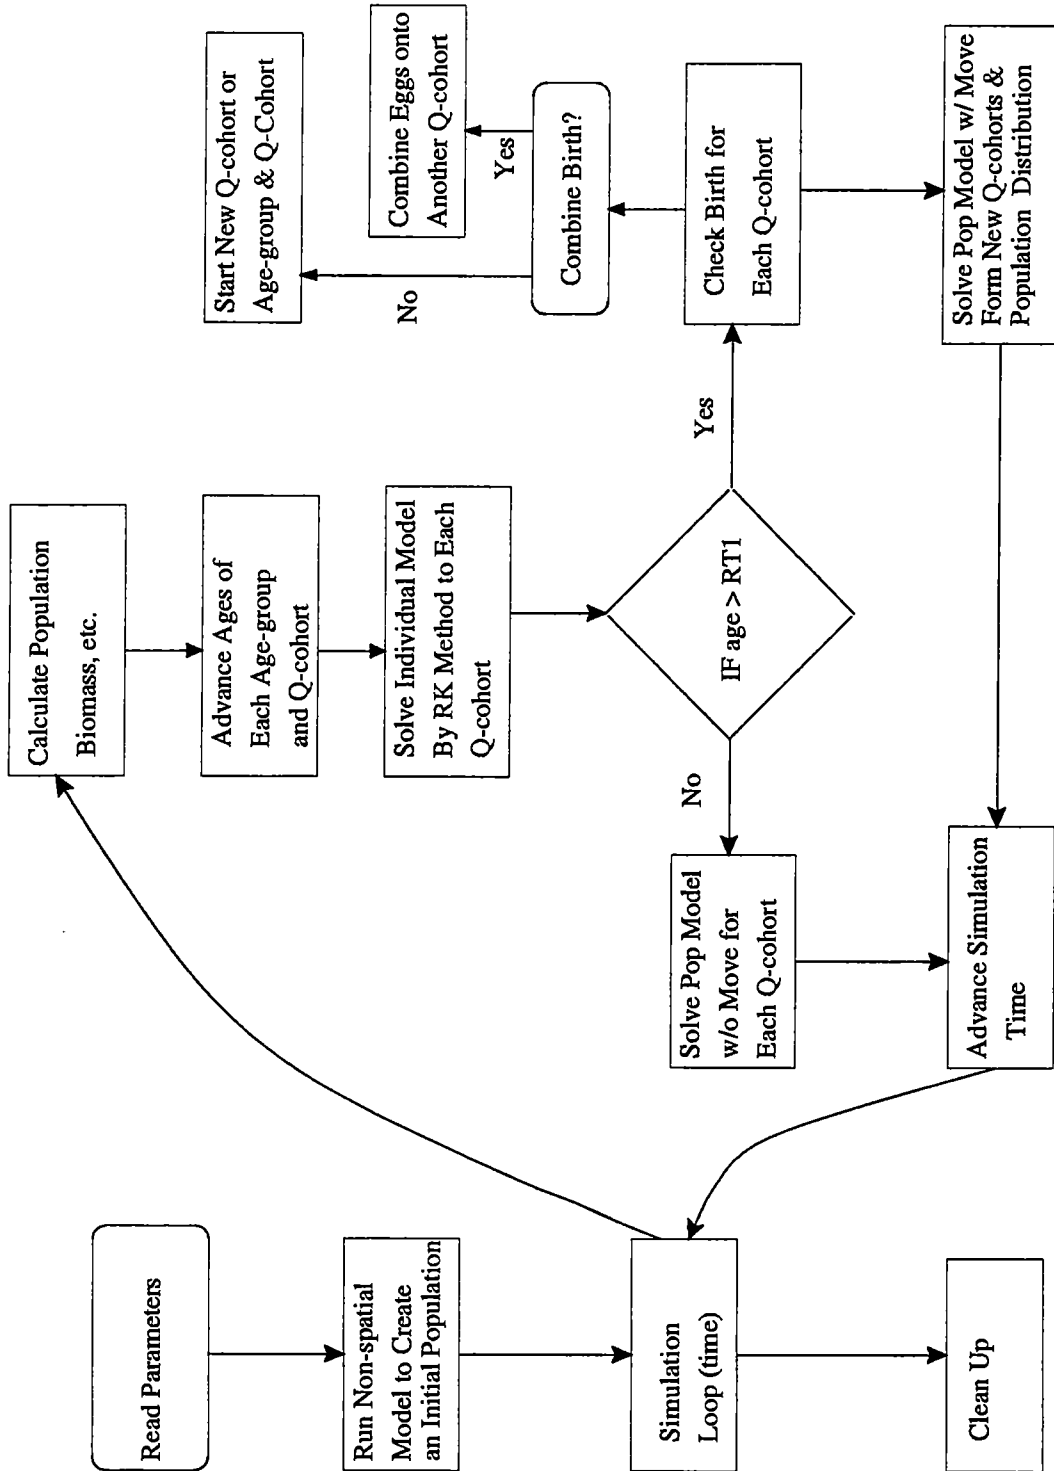 Read Parameters
Run Non-spatial
Model to Create
an Initial Population
Simulation
Loop (time)
Clean Up
Calculate Population
Biomass, etc.
Advance Ages of
Each Age-group
and Q-cohort
Solve Individual Model
By RK Method to Each
Q-cohort
IF age > RT1
No
Yes
Solve Pop Model
w/o Move for
Each Q-cohort
Advance Simulation
Time
Start New Q-cohort or
Age-group & Q-Cohort
Combine Eggs onto
Another Q-cohort
No
Yes
Combine Birth?
Check Birth for
Each Q-cohort
Solve Pop Model w/ Move
Form New Q-cohorts &
Population Distribution